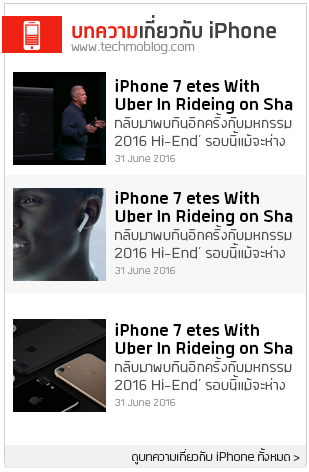 บทความเกี่ยวกับ iPhone
www.techmoblog.com
iPhone 7 etes With
Uber In Rideing on Sha
กลับมาพบกันอีกครั้งกับมหกรรม
2016 Hi-End’ รอบนี้แม้จะห่าง
31 June 2016
iPhone 7 etes With
Uber In Rideing on Sha
กลับมาพบกันอีกครั้งกับมหกรรม
2016 Hi-End’ รอบนี้แม้จะห่าง
31 June 2016
iPhone 7 etes With
Uber In Rideing on Sha
กลับมาพบกันอีกครั้งกับมหกรรม
2016 Hi-End’ รอบนี้แม้จะห่าง
31 June 2016
ดูบทความเกี่ยวกับ iPhone ทั้งหมด >